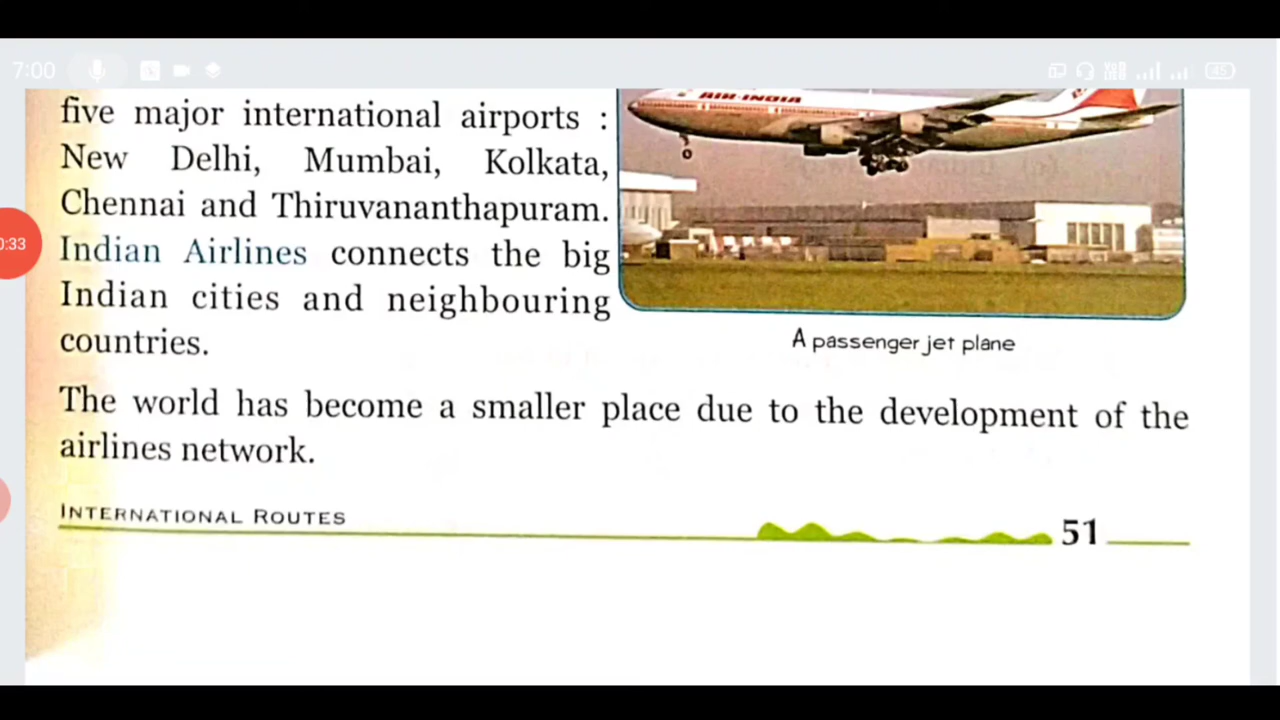 7:00
45
0:33
AIR-INDIA
five major international airports :
New Delhi, Mumbai, Kolkata,
Chennai and Thiruvananthapuram.
Indian Airlines connects the big
Indian cities and neighbouring
countries.
A passenger jet plane
The world has become a smaller place due to the development of the
airlines network.
INTERNATIONAL ROUTES
51